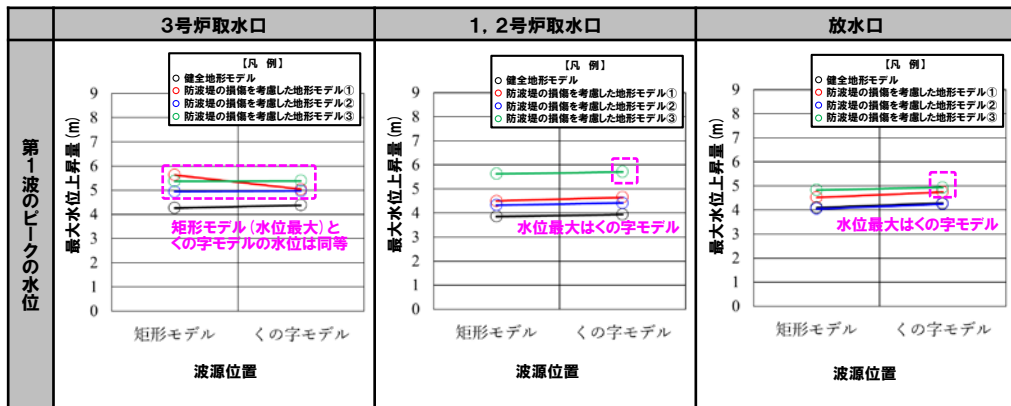 3号炉取水口
1,2号炉取水口
放水口
第1波のピークの水位
【凡 例】
健全地形モデル
防波堤の損傷を考慮した地形モデル①
防波堤の損傷を考慮した地形モデル②
防波堤の損傷を考慮した地形モデル③
最大水位上昇量(m)
9
8
7
6
5
4
3
2
1
0
矩形モデル(水位最大)と
くの字モデルの水位は同等
矩形モデル
くの字モデル
波源位置
【凡 例】
健全地形モデル
防波堤の損傷を考慮した地形モデル①
防波堤の損傷を考慮した地形モデル②
防波堤の損傷を考慮した地形モデル③
最大水位上昇量(m)
9
8
7
6
5
4
3
2
1
0
水位最大はくの字モデル
矩形モデル
くの字モデル
波源位置
【凡 例】
健全地形モデル
防波堤の損傷を考慮した地形モデル①
防波堤の損傷を考慮した地形モデル②
防波堤の損傷を考慮した地形モデル③
最大水位上昇量(m)
9
8
7
6
5
4
3
2
1
0
水位最大はくの字モデル
矩形モデル
くの字モデル
波源位置